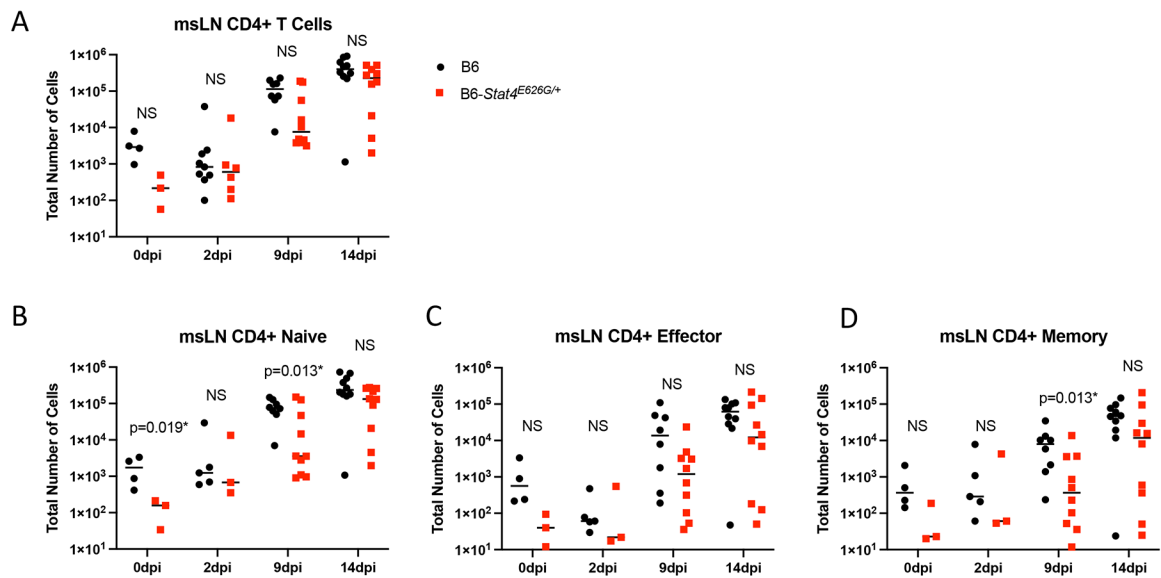 A
msLN CD4+ T Cells
Total Number of Cells
1×10⁶
1×10⁵
1×10⁴
1×10³
1×10²
1×10¹
NS
NS
NS
NS
0dpi
2dpi
9dpi
14dpi
B6
B6-Stat4ᴱ⁶²⁶ᴳ/⁺
B
msLN CD4+ Naive
Total Number of Cells
1×10⁶
1×10⁵
1×10⁴
1×10³
1×10²
1×10¹
p=0.019*
NS
p=0.013*
NS
0dpi
2dpi
9dpi
14dpi
C
msLN CD4+ Effector
Total Number of Cells
1×10⁶
1×10⁵
1×10⁴
1×10³
1×10²
1×10¹
NS
NS
NS
NS
0dpi
2dpi
9dpi
14dpi
D
msLN CD4+ Memory
Total Number of Cells
1×10⁶
1×10⁵
1×10⁴
1×10³
1×10²
1×10¹
NS
NS
p=0.013*
NS
0dpi
2dpi
9dpi
14dpi